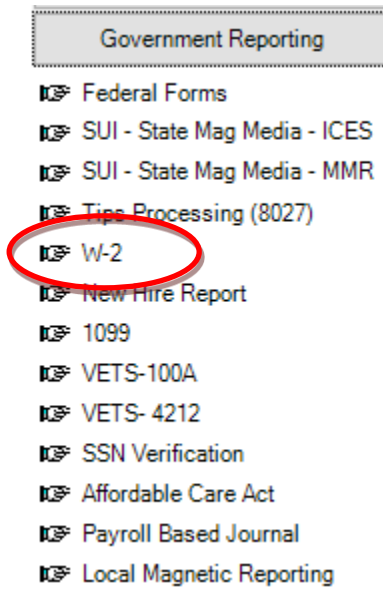 Government Reporting
Federal Forms
SUI - State Mag Media - ICES
SUI - State Mag Media - MMR
Tips Processing (8027)
W-2
New Hire Report
1099
VETS-100A
VETS- 4212
SSN Verification
Affordable Care Act
Payroll Based Journal
Local Magnetic Reporting